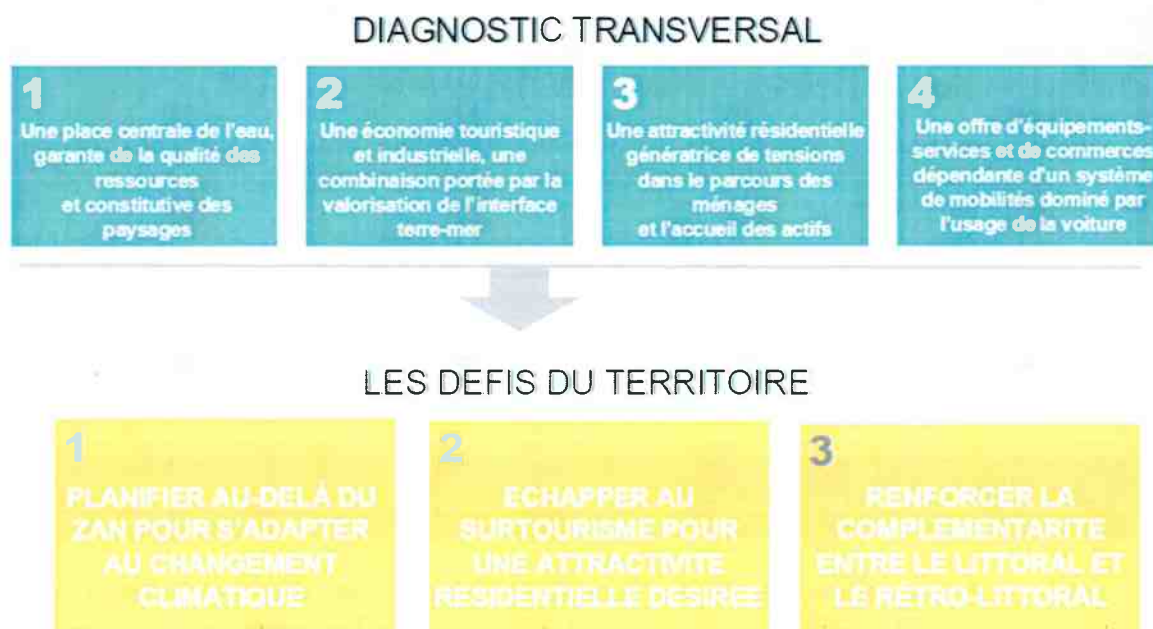 DIAGNOSTIC TRANSVERSAL
1
Une place centrale de l'eau,
garante de la qualité des
ressources
et constitutive des
paysages
2
Une économie touristique
et industrielle, une
combinaison portée par la
valorisation de l'interface
terre-mer
3
Une attractivité résidentielle
génératrice de tensions
dans le parcours des
ménages
et l'accueil des actifs
4
Une offre d'équipements-
services et de commerces
dépendante d'un système
de mobilités dominé par
l'usage de la voiture
LES DEFIS DU TERRITOIRE
1
PLANIFIER AU-DELÀ DU
ZAN POUR S'ADAPTER
AU CHANGEMENT
CLIMATIQUE
2
ECHAPPER AU
SURTOURISME POUR
UNE ATTRACTIVITE
RESIDENTIELLE DESIREE
3
RENFORCER LA
COMPLEMENTARITE
ENTRE LE LITTORAL ET
LE RÉTRO-LITTORAL